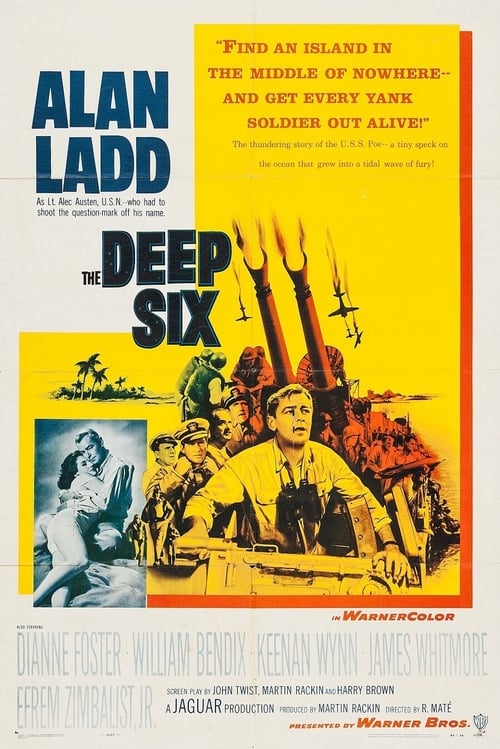 "FIND AN ISLAND IN
THE MIDDLE OF NOWHERE--
AND GET EVERY YANK
SOLDIER OUT ALIVE!"
The thundering story of the U.S.S. Poe-- a tiny speck on
the ocean that grew into a tidal wave of fury!
ALAN
LADD
As Lt. Alec Austen, U.S.N.--who had to
shoot the question-mark off his name.
THE DEEP
SIX
IN WARNERCOLOR
ALSO STARRING
DIANNE FOSTER · WILLIAM BENDIX · KEENAN WYNN · JAMES WHITMORE
EFREM ZIMBALIST, JR.
SCREEN PLAY BY JOHN TWIST, MARTIN RACKIN AND HARRY BROWN
A JAGUAR PRODUCTION PRODUCED BY MARTIN RACKIN DIRECTED BY R. MATÉ
PRESENTED BY WARNER BROS.
WB